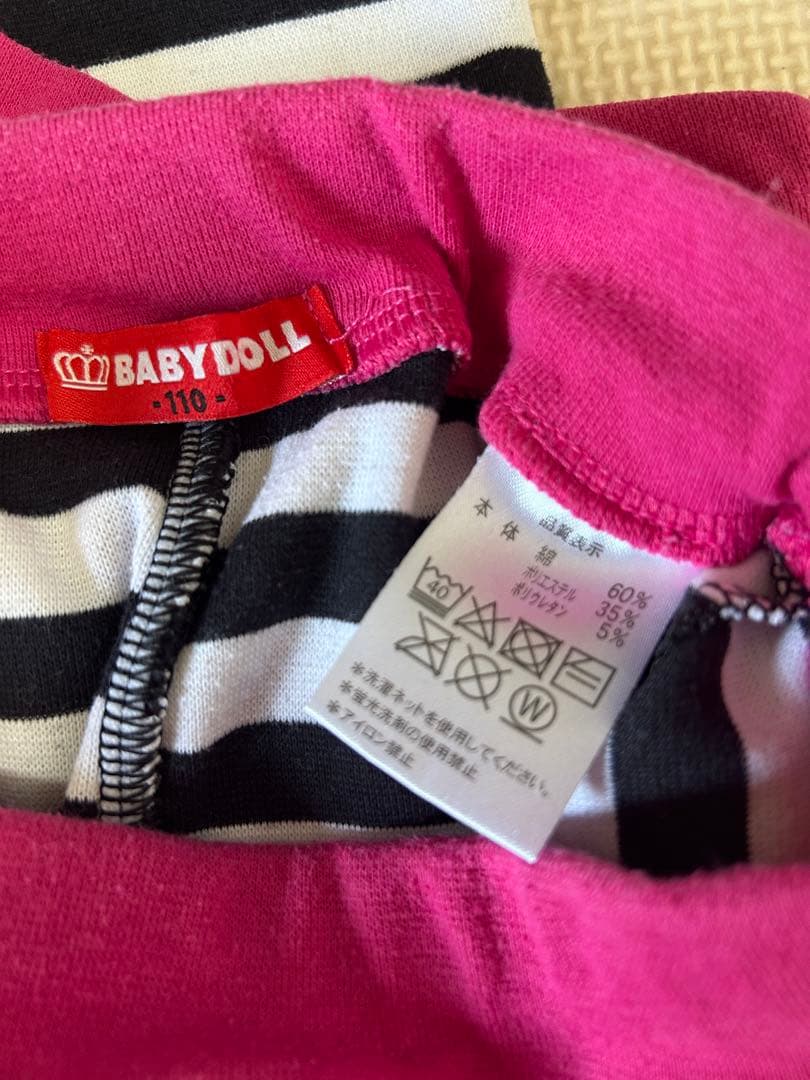 BABYDOLL
-110-
品質表示
本体 綿 60%
ポリエステル 35%
ポリウレタン 5%
40
W
※洗濯ネットを使用してください。
※蛍光洗剤の使用禁止
※アイロン禁止